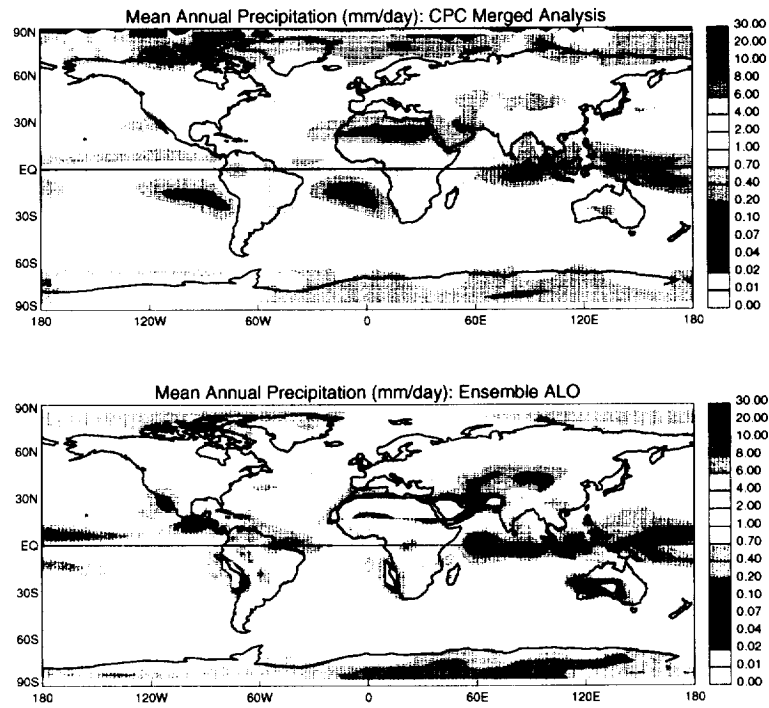 Mean Annual Precipitation (mm/day): CPC Merged Analysis
90N
60N
30N
EQ
30S
60S
90S
180
120W
60W
0
60E
120E
180
30.00
20.00
10.00
8.00
6.00
4.00
2.00
1.00
0.70
0.40
0.20
0.10
0.07
0.04
0.02
0.01
0.00
Mean Annual Precipitation (mm/day): Ensemble ALO
90N
60N
30N
EQ
30S
60S
90S
180
120W
60W
0
60E
120E
180
30.00
20.00
10.00
8.00
6.00
4.00
2.00
1.00
0.70
0.40
0.20
0.10
0.07
0.04
0.02
0.01
0.00